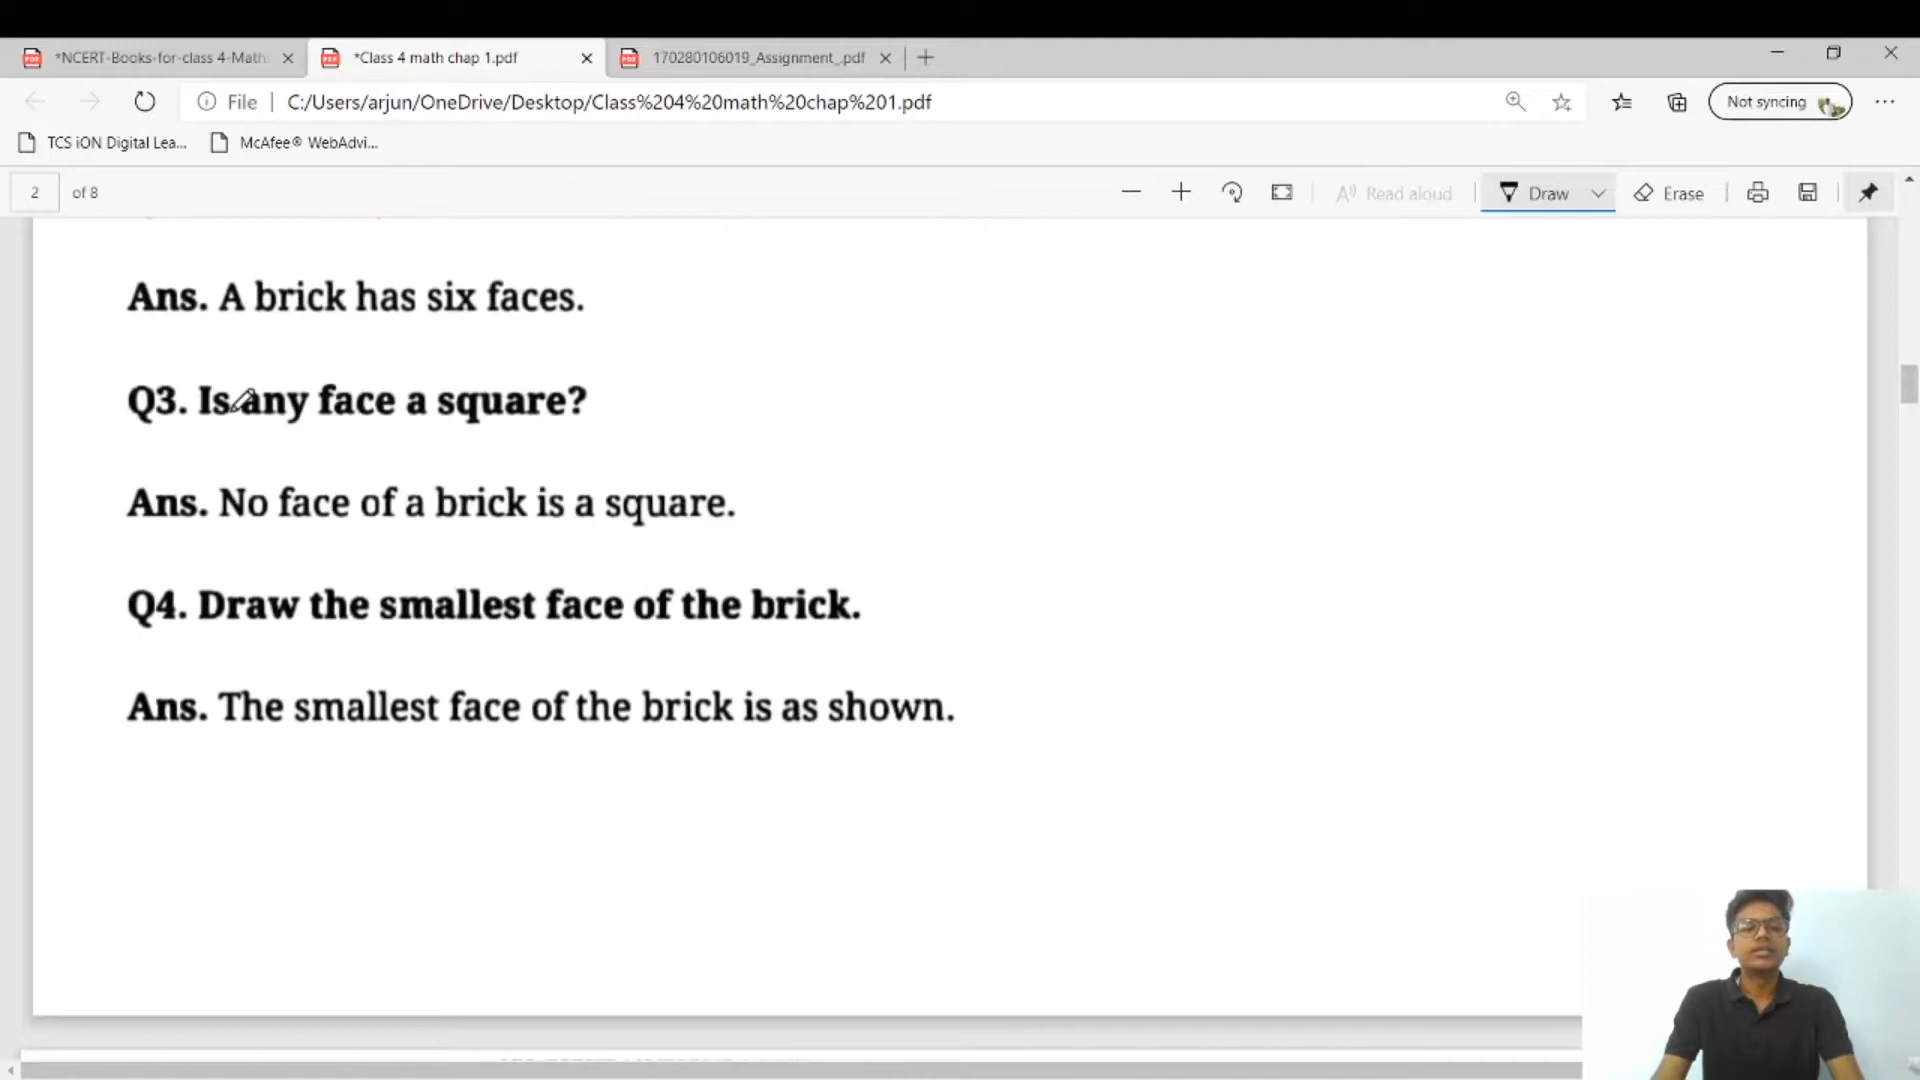 *NCERT-Books-for-class 4-Math
*Class 4 math chap 1.pdf
170280106019_Assignment_.pdf
File
C:/Users/arjun/OneDrive/Desktop/Class%204%20math%20chap%201.pdf
Not syncing
TCS iON Digital Lea...
McAfee® WebAdvi...
2 of 8
Read aloud
Draw
Erase
Ans. A brick has six faces.
Q3. Is any face a square?
Ans. No face of a brick is a square.
Q4. Draw the smallest face of the brick.
Ans. The smallest face of the brick is as shown.